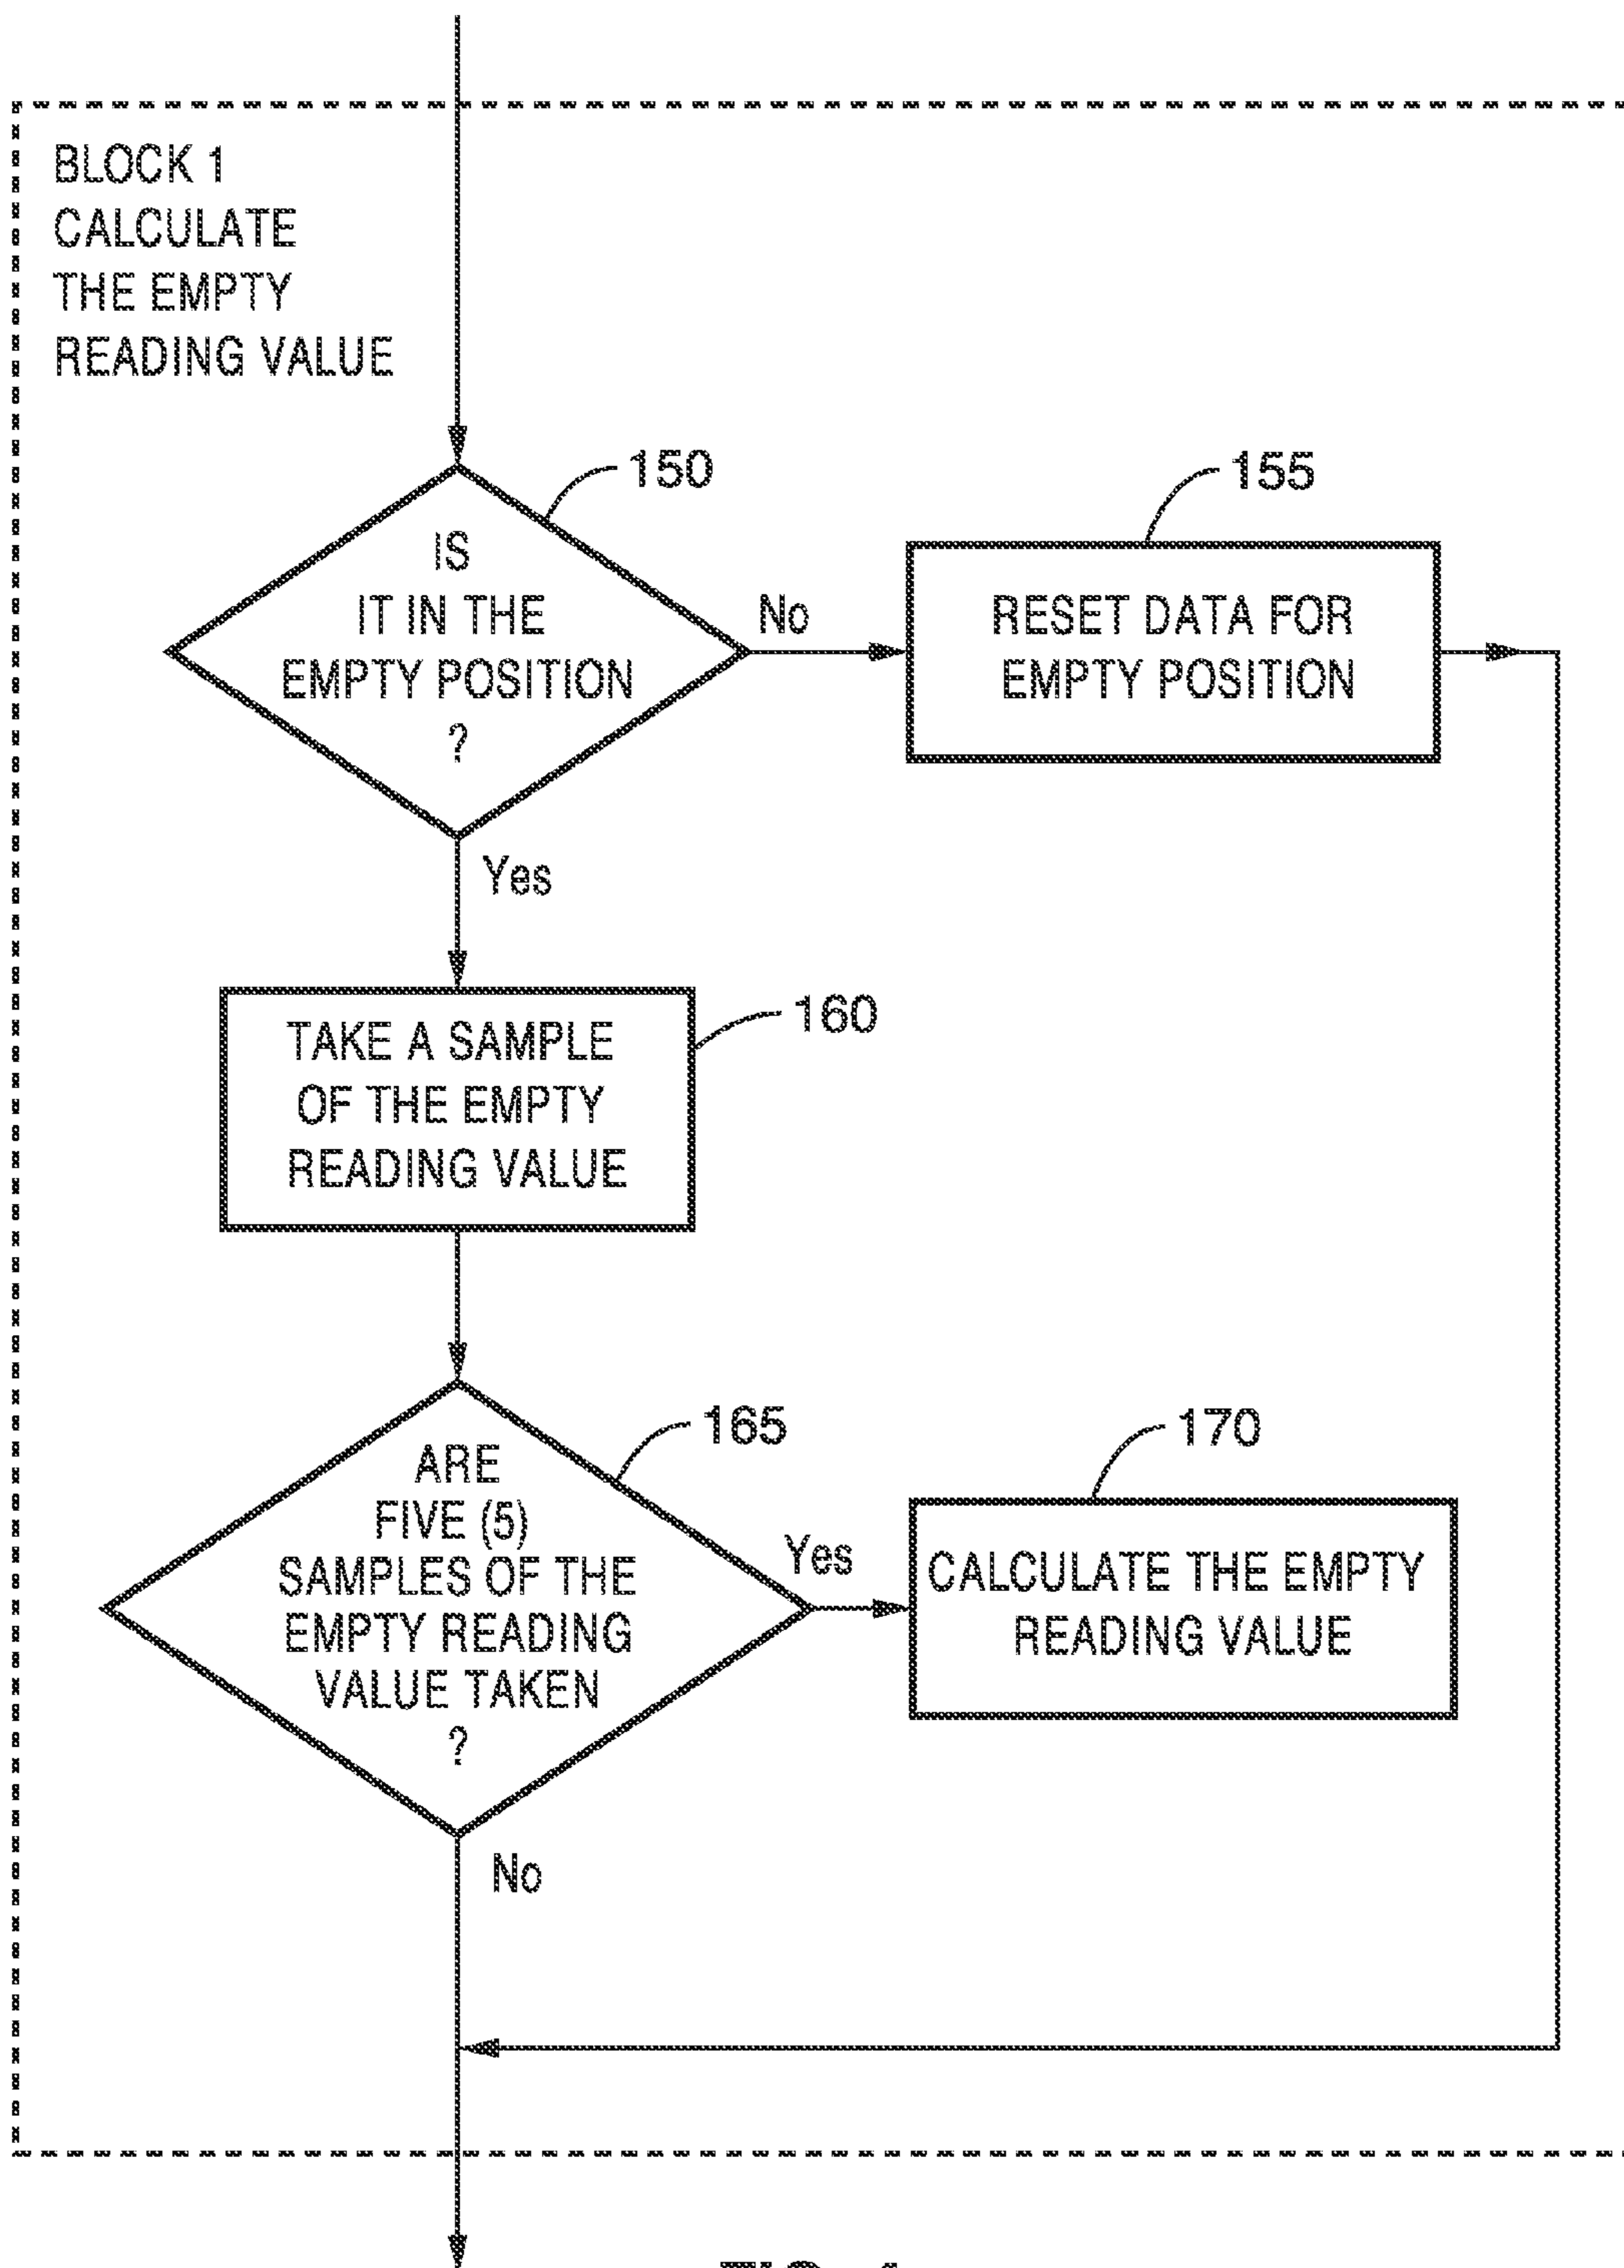 BLOCK 1
CALCULATE
THE EMPTY
READING VALUE
150
155
IS
IT IN THE
EMPTY POSITION
?
No
RESET DATA FOR
EMPTY POSITION
Yes
160
TAKE A SAMPLE
OF THE EMPTY
READING VALUE
165
170
ARE
FIVE (5)
SAMPLES OF THE
EMPTY READING
VALUE TAKEN
?
Yes
CALCULATE THE EMPTY
READING VALUE
No